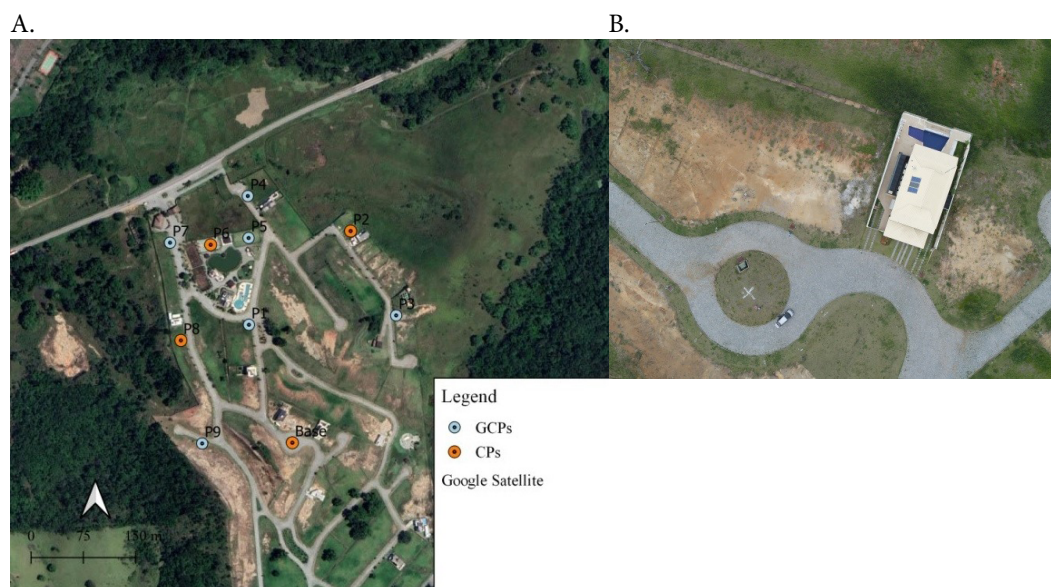 A.
B.
P4
P2
P7
P6
P5
P3
P1
P8
P9
Base
Legend
GCPs
CPs
Google Satellite
0 75 150 m